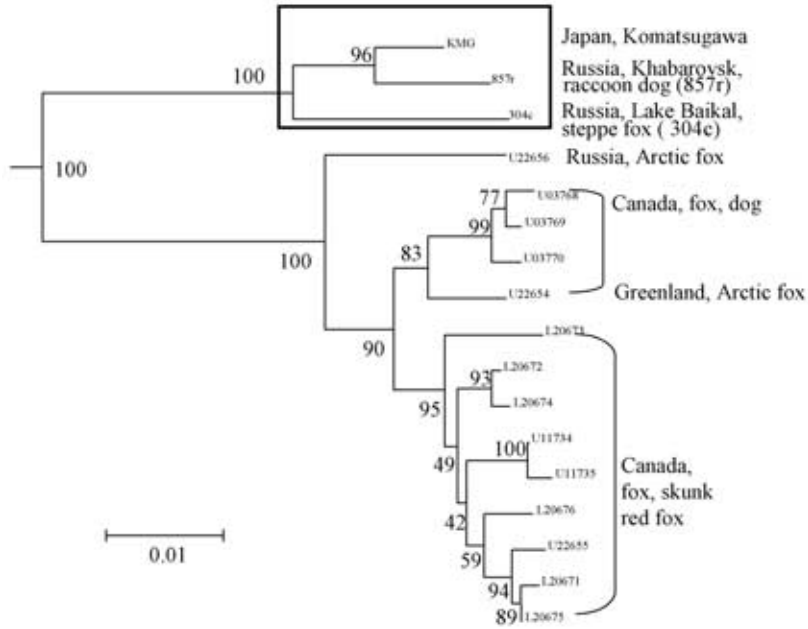 KMG
Japan, Komatsugawa
96
857r
Russia, Khabarovsk,
raccoon dog (857r)
100
304c
Russia, Lake Baikal,
steppe fox ( 304c)
100
U22656
Russia, Arctic fox
77
U03768
Canada, fox, dog
U03769
99
U03770
83
100
U22654
Greenland, Arctic fox
90
L20673
93
L20672
95
L20674
U11734
100
49
U11735
Canada,
fox, skunk
red fox
42
L20676
0.01
59
U22655
94
L20671
89
L20675